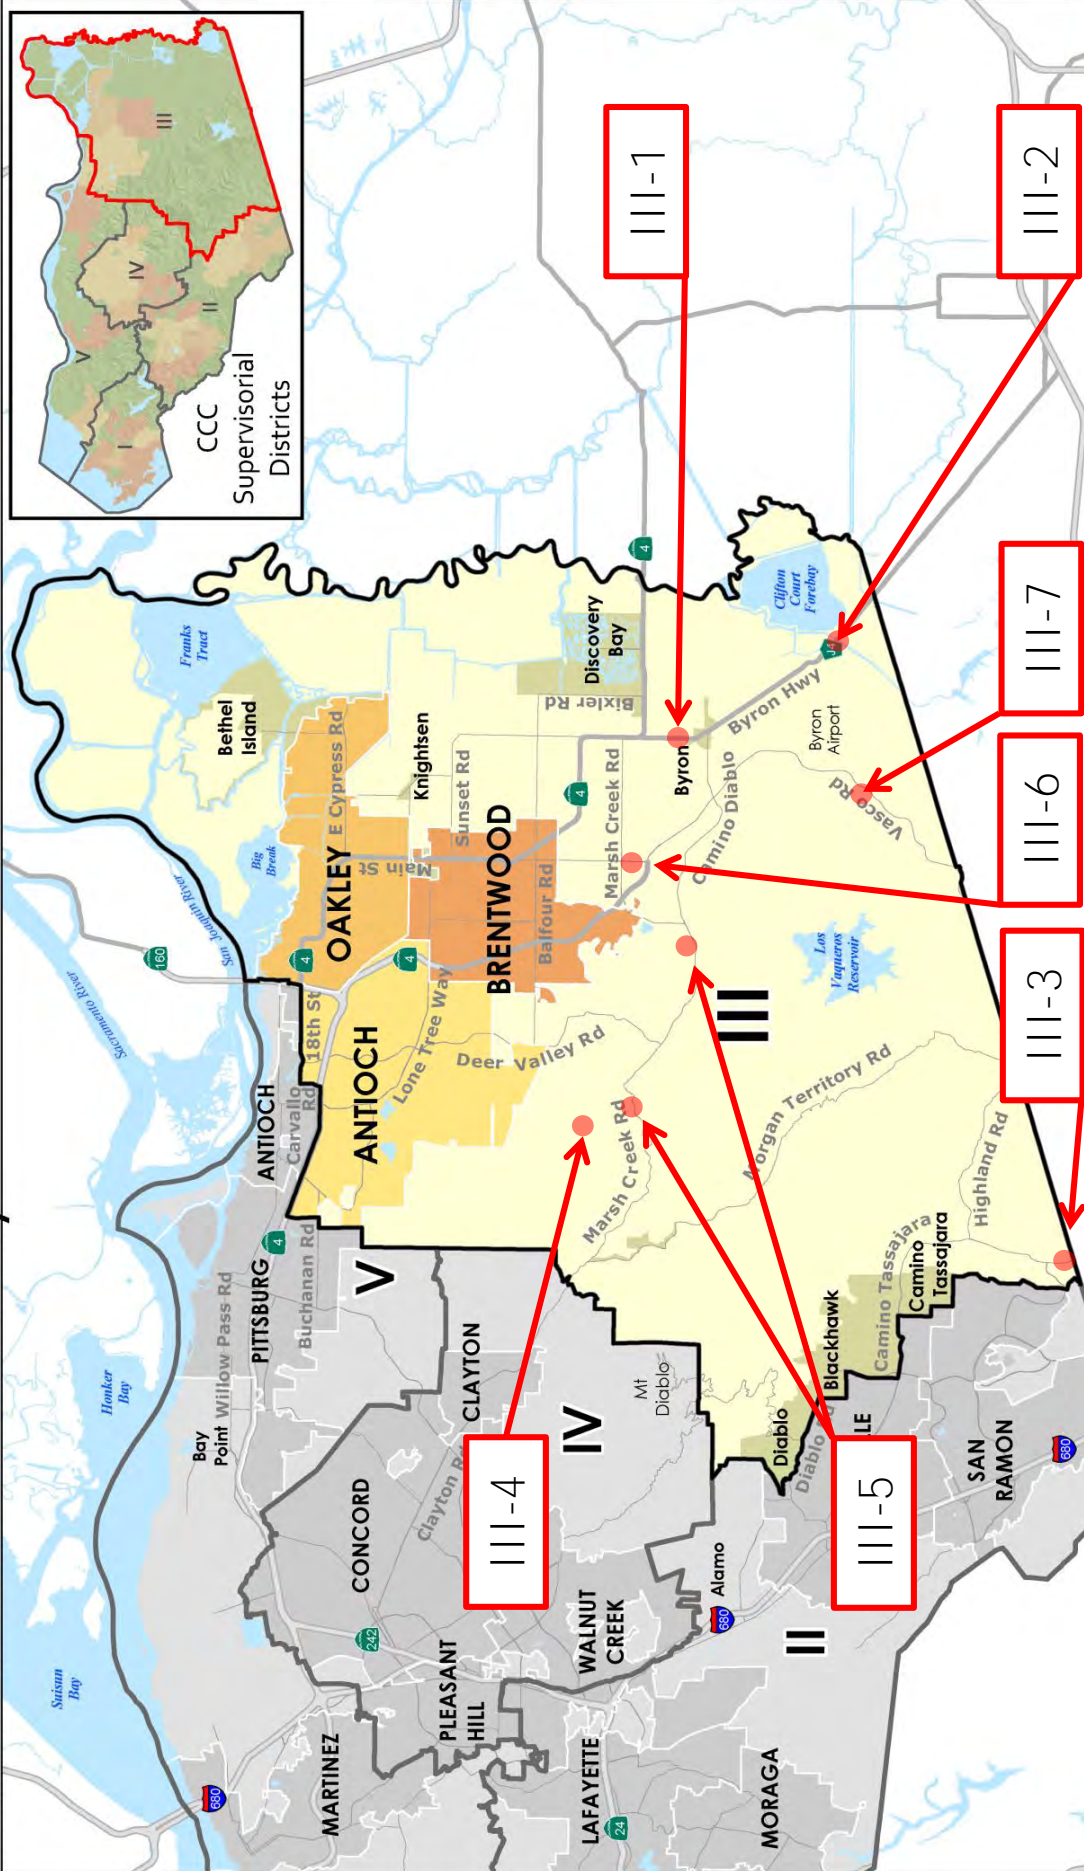 CCC
Supervisorial
Districts
I
II
III
IV
V
III-1
III-2
III-3
III-4
III-5
III-6
III-7
Suisun
Bay
Honker
Bay
Sacramento River
San Joaquin River
Big
Break
Franks
Tract
Bethel
Island
160
680
4
4
4
4
4
242
24
680
680
J4
MARTINEZ
Bay
Point
Willow Pass Rd
PITTSBURG
Buchanan Rd
ANTIOCH
Carvallo
Rd
18th St
OAKLEY
E Cypress Rd
Main St
ANTIOCH
Lone Tree Way
Knightsen
Sunset Rd
BRENTWOOD
Balfour Rd
Deer Valley Rd
Discovery
Bay
Bixler Rd
CONCORD
Clayton Rd
CLAYTON
PLEASANT
HILL
WALNUT
CREEK
LAFAYETTE
MORAGA
Alamo
Mt
Diablo
Marsh Creek Rd
Marsh Creek Rd
Byron
Camino Diablo
Byron Hwy
Byron
Airport
Clifton
Court
Forebay
Vasco Rd
Los
Vaqueros
Reservoir
Morgan Territory Rd
Highland Rd
Camino Tassajara
Camino
Tassajara
Blackhawk
Diablo
Diablo Rd
LE
SAN
RAMON
II
III
IV
V